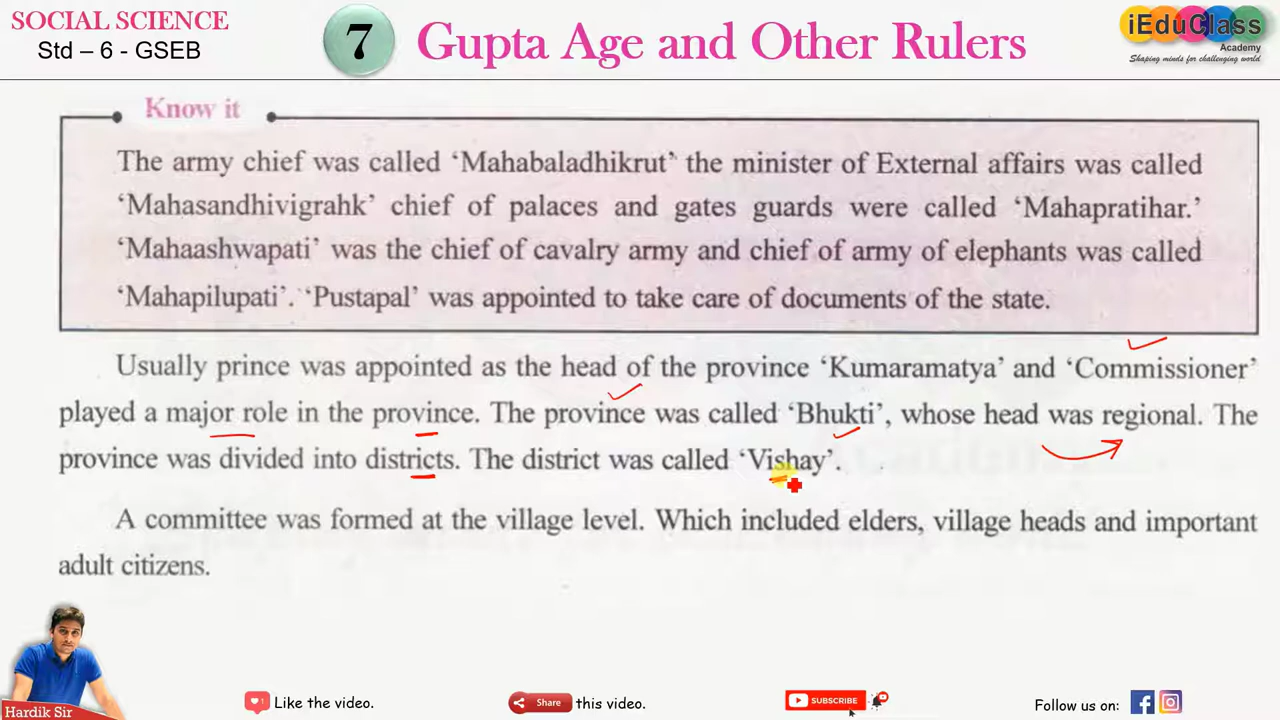 SOCIAL SCIENCE
Std – 6 - GSEB
7
Gupta Age and Other Rulers
iEduClass
Academy
Shaping minds for challenging world
Know it
The army chief was called ‘Mahabaladhikrut’ the minister of External affairs was called
‘Mahasandhivigrahk’ chief of palaces and gates guards were called ‘Mahapratihar.’
‘Mahaashwapati’ was the chief of cavalry army and chief of army of elephants was called
‘Mahapilupati’. ‘Pustapal’ was appointed to take care of documents of the state.
Usually prince was appointed as the head of the province ‘Kumaramatya’ and ‘Commissioner’
played a major role in the province. The province was called ‘Bhukti’, whose head was regional. The
province was divided into districts. The district was called ‘Vishay’.
A committee was formed at the village level. Which included elders, village heads and important
adult citizens.
Hardik Sir
Like the video.
Share this video.
SUBSCRIBE
Follow us on: